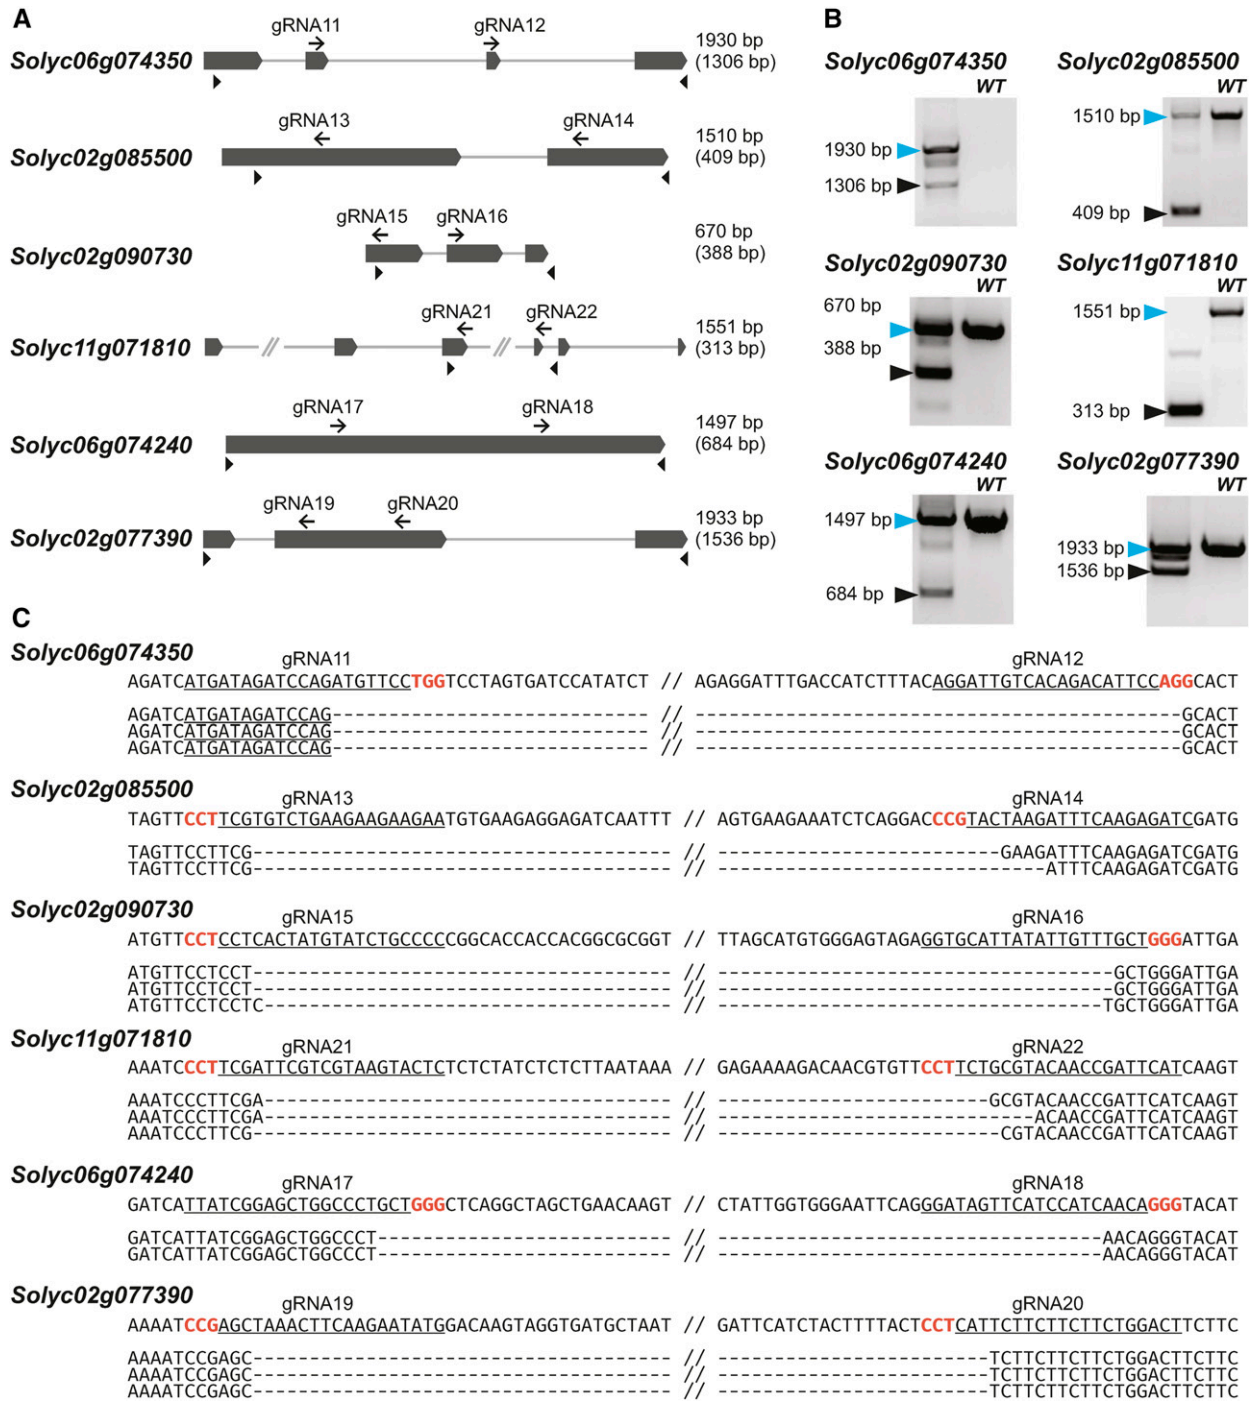 A
gRNA11 gRNA12
Solyc06g074350
1930 bp
(1306 bp)
gRNA13 gRNA14
Solyc02g085500
1510 bp
(409 bp)
gRNA15 gRNA16
Solyc02g090730
670 bp
(388 bp)
gRNA21 gRNA22
Solyc11g071810
1551 bp
(313 bp)
gRNA17 gRNA18
Solyc06g074240
1497 bp
(684 bp)
gRNA19 gRNA20
Solyc02g077390
1933 bp
(1536 bp)
B
Solyc06g074350
WT
1930 bp
1306 bp
Solyc02g085500
WT
1510 bp
409 bp
Solyc02g090730
WT
670 bp
388 bp
Solyc11g071810
WT
1551 bp
313 bp
Solyc06g074240
WT
1497 bp
684 bp
Solyc02g077390
WT
1933 bp
1536 bp
C
Solyc06g074350
gRNA11 gRNA12
AGATCATGATAGATCCAGATGTTCCTGGTCCTAGTGATCCATATCT // AGAGGATTTGACCATCTTTACAGGATTGTCACAGACATTCCAGGCACT
AGATCATGATAGATCCAG---------------------------- // -------------------------------------------GCACT
AGATCATGATAGATCCAG---------------------------- // -------------------------------------------GCACT
AGATCATGATAGATCCAG---------------------------- // -------------------------------------------GCACT
Solyc02g085500
gRNA13 gRNA14
TAGTTCCTTCGTGTCTGAAGAAGAAGAATGTGAAGAGGAGATCAATTT // AGTGAAGAAATCTCAGGACCCGTACTAAGATTTCAAGAGATCGATG
TAGTTCCTTCG------------------------------------- // -------------------------GAAGATTTCAAGAGATCGATG
TAGTTCCTTCG------------------------------------- // -----------------------------ATTTCAAGAGATCGATG
Solyc02g090730
gRNA15 gRNA16
ATGTTCCTCCTCACTATGTATCTGCCCCCGGCACCACCACGGCGCGGT // TTAGCATGTGGGAGTAGAGGTGCATTATATTGTTTGCTGGGATTGA
ATGTTCCTCCT------------------------------------- // -----------------------------------GCTGGGATTGA
ATGTTCCTCCT------------------------------------- // -----------------------------------GCTGGGATTGA
ATGTTCCTCCTC------------------------------------ // ----------------------------------TGCTGGGATTGA
Solyc11g071810
gRNA21 gRNA22
AAATCCCTTCGATTCGTCGTAAGTACTCTCTCTATCTCTCTTAATAAA // GAGAAAAGACAACGTGTTCCTTCTGCGTACAACCGATTCATCAAGT
AAATCCCTTCGA------------------------------------ // ------------------------GCGTACAACCGATTCATCAAGT
AAATCCCTTCGA------------------------------------ // ----------------------------ACAACCGATTCATCAAGT
AAATCCCTTCG------------------------------------- // -------------------------CGTACAACCGATTCATCAAGT
Solyc06g074240
gRNA17 gRNA18
GATCATTATCGGAGCTGGCCCTGCTGGGCTCAGGCTAGCTGAACAAGT // CTATTGGTGGGAATTCAGGGATAGTTCATCCATCAACAGGGTACAT
GATCATTATCGGAGCTGGCCCT-------------------------- // ----------------------------------AACAGGGTACAT
GATCATTATCGGAGCTGGCCCT-------------------------- // ----------------------------------AACAGGGTACAT
Solyc02g077390
gRNA19 gRNA20
AAAATCCGAGCTAAACTTCAAGAATATGGACAAGTAGGTGATGCTAAT // GATTCATCTACTTTTACTCCTCATTCTTCTTCTTCTGGACTTCTTC
AAAATCCGAGC------------------------------------- // ------------------------TCTTCTTCTTCTGGACTTCTTC
AAAATCCGAGC------------------------------------- // ------------------------TCTTCTTCTTCTGGACTTCTTC
AAAATCCGAGC------------------------------------- // ------------------------TCTTCTTCTTCTGGACTTCTTC